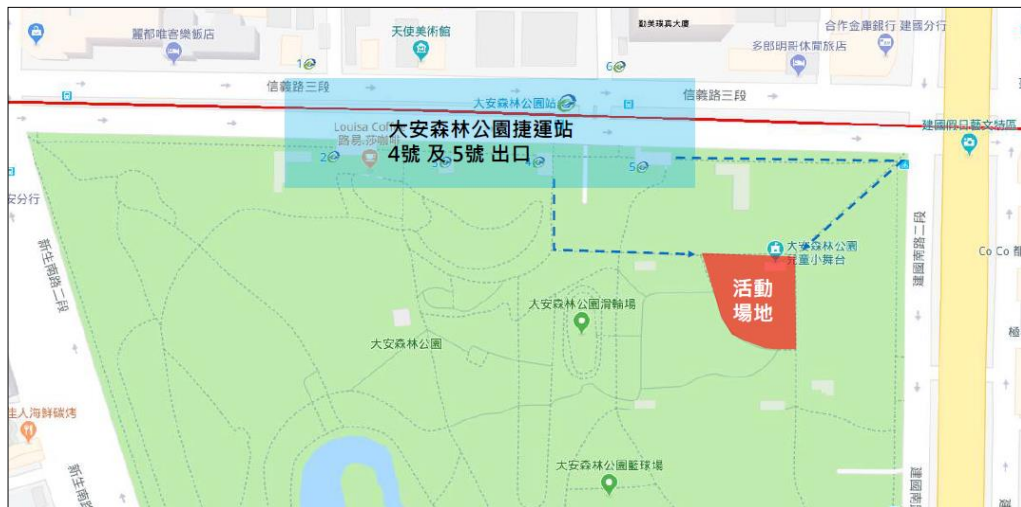 勤美璞真大廈
合作金庫銀行 建國分行
麗都唯客樂飯店
天使美術館
多郎明哥休閒旅店
1
6
信義路三段
信義路三段
大安森林公園站
建國假日藝文特區
Louisa Coff
路易.莎咖啡
大安森林公園捷運站
4號 及 5號 出口
2
3
4
5
安分行
新生南路二段
建國南路二段
大安森林公園
兒童小舞台
Co Co 都
活動
場地
大安森林公園滑輪場
大安森林公園
極
佳人海鮮碳烤
大安森林公園籃球場
新生南路
建國南